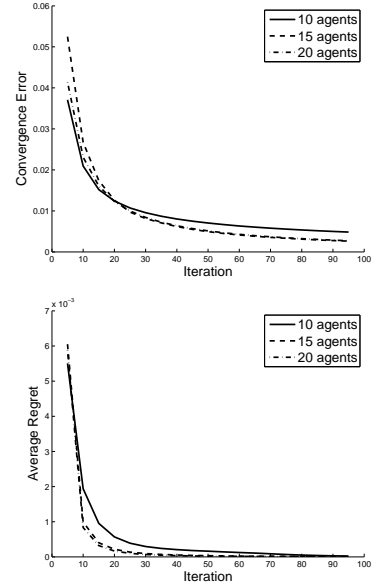 0.06
0.05
0.04
0.03
0.02
0.01
0
Convergence Error
10 agents
15 agents
20 agents
0 10 20 30 40 50 60 70 80 90 100
Iteration
x 10⁻³
7
6
5
4
3
2
1
0
Average Regret
10 agents
15 agents
20 agents
0 10 20 30 40 50 60 70 80 90 100
Iteration